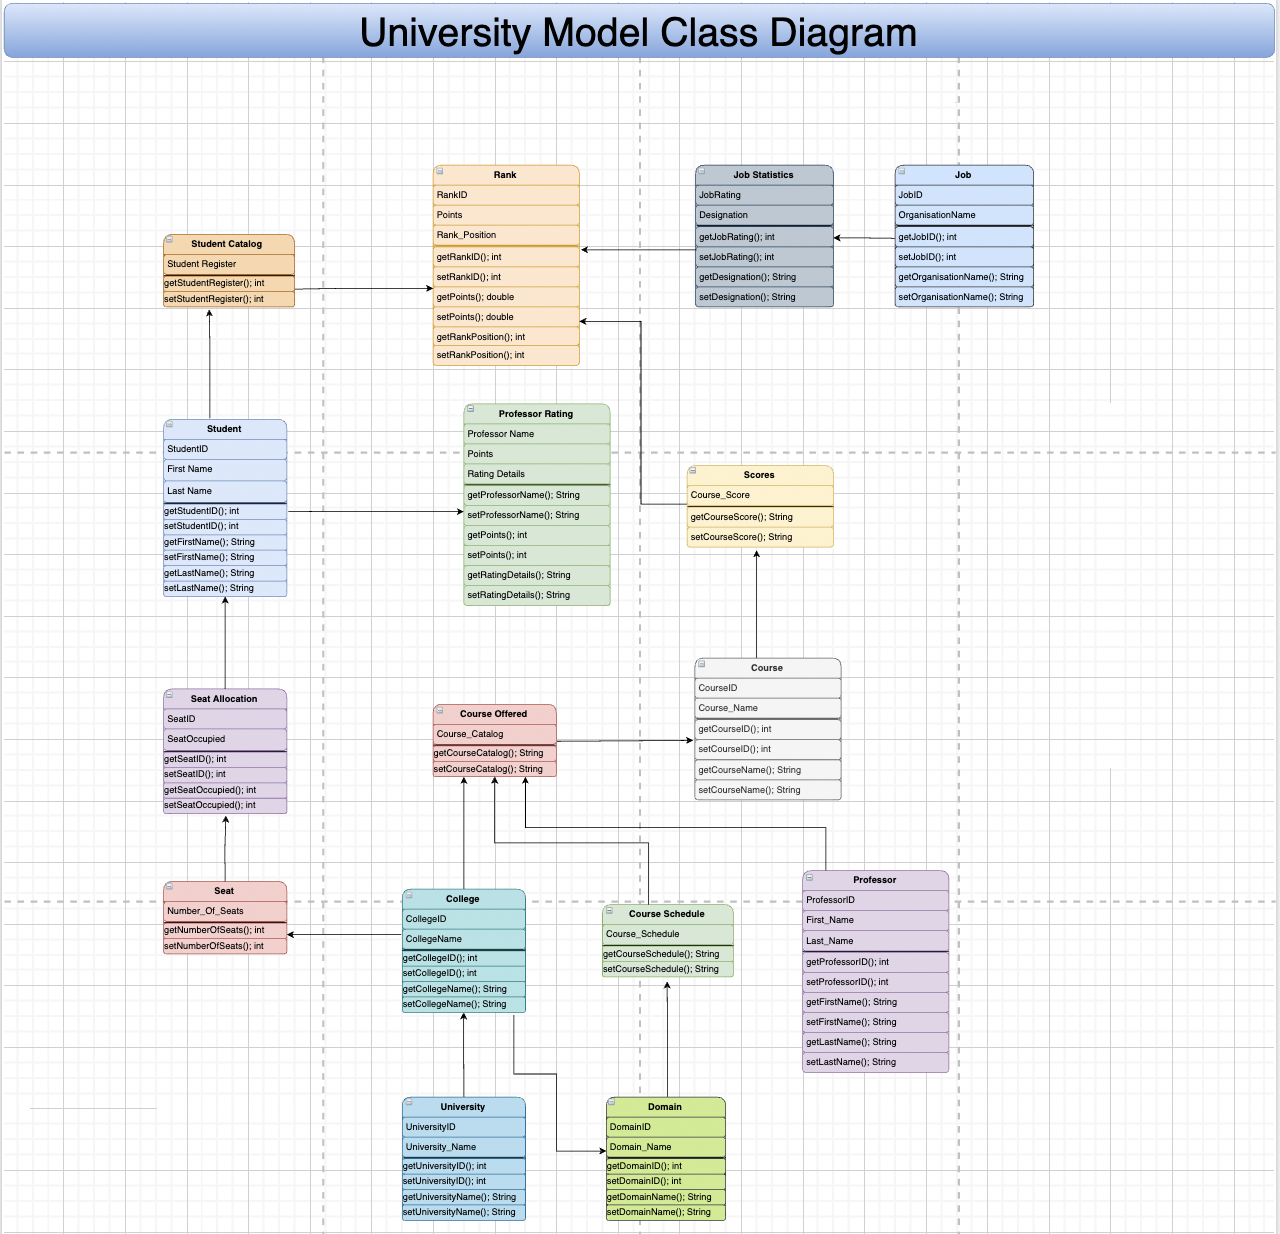 University Model Class Diagram
Rank
RankID
Points
Rank_Position
getRankID(); int
setRankID(); int
getPoints(); double
setPoints(); double
getRankPosition(); int
setRankPosition(); int
Job Statistics
JobRating
Designation
getJobRating(); int
setJobRating(); int
getDesignation(); String
setDesignation(); String
Job
JobID
OrganisationName
getJobID(); int
setJobID(); int
getOrganisationName(); String
setOrganisationName(); String
Student Catalog
Student Register
getStudentRegister(); int
setStudentRegister(); int
Student
StudentID
First Name
Last Name
getStudentID(); int
setStudentID(); int
getFirstName(); String
setFirstName(); String
getLastName(); String
setLastName(); String
Professor Rating
Professor Name
Points
Rating Details
getProfessorName(); String
setProfessorName(); String
getPoints(); int
setPoints(); int
getRatingDetails(); String
setRatingDetails(); String
Scores
Course_Score
getCourseScore(); String
setCourseScore(); String
Seat Allocation
SeatID
SeatOccupied
getSeatID(); int
setSeatID(); int
getSeatOccupied(); int
setSeatOccupied(); int
Course Offered
Course_Catalog
getCourseCatalog(); String
setCourseCatalog(); String
Course
CourseID
Course_Name
getCourseID(); int
setCourseID(); int
getCourseName(); String
setCourseName(); String
Seat
Number_Of_Seats
getNumberOfSeats(); int
setNumberOfSeats(); int
College
CollegeID
CollegeName
getCollegeID(); int
setCollegeID(); int
getCollegeName(); String
setCollegeName(); String
Course Schedule
Course_Schedule
getCourseSchedule(); String
setCourseSchedule(); String
Professor
ProfessorID
First_Name
Last_Name
getProfessorID(); int
setProfessorID(); int
getFirstName(); String
setFirstName(); String
getLastName(); String
setLastName(); String
University
UniversityID
University_Name
getUniversityID(); int
setUniversityID(); int
getUniversityName(); String
setUniversityName(); String
Domain
DomainID
Domain_Name
getDomainID(); int
setDomainID(); int
getDomainName(); String
setDomainName(); String